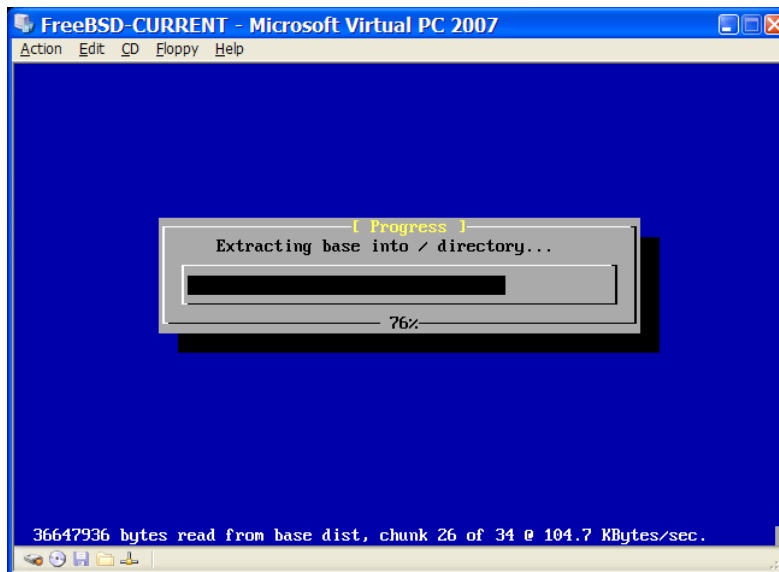 FreeBSD-CURRENT - Microsoft Virtual PC 2007
Action Edit CD Floppy Help
[ Progress ]
Extracting base into / directory...
76%
36647936 bytes read from base dist, chunk 26 of 34 @ 104.7 KBytes/sec.